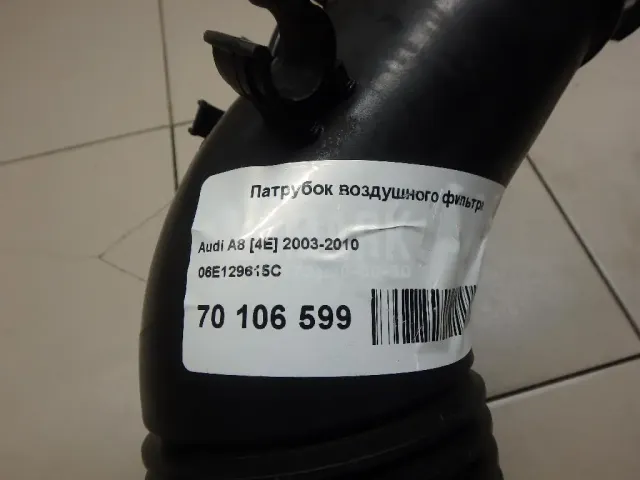 Патрубок воздушного фильтра
Audi A8 [4E] 2003-2010
06E129615C
70 106 599